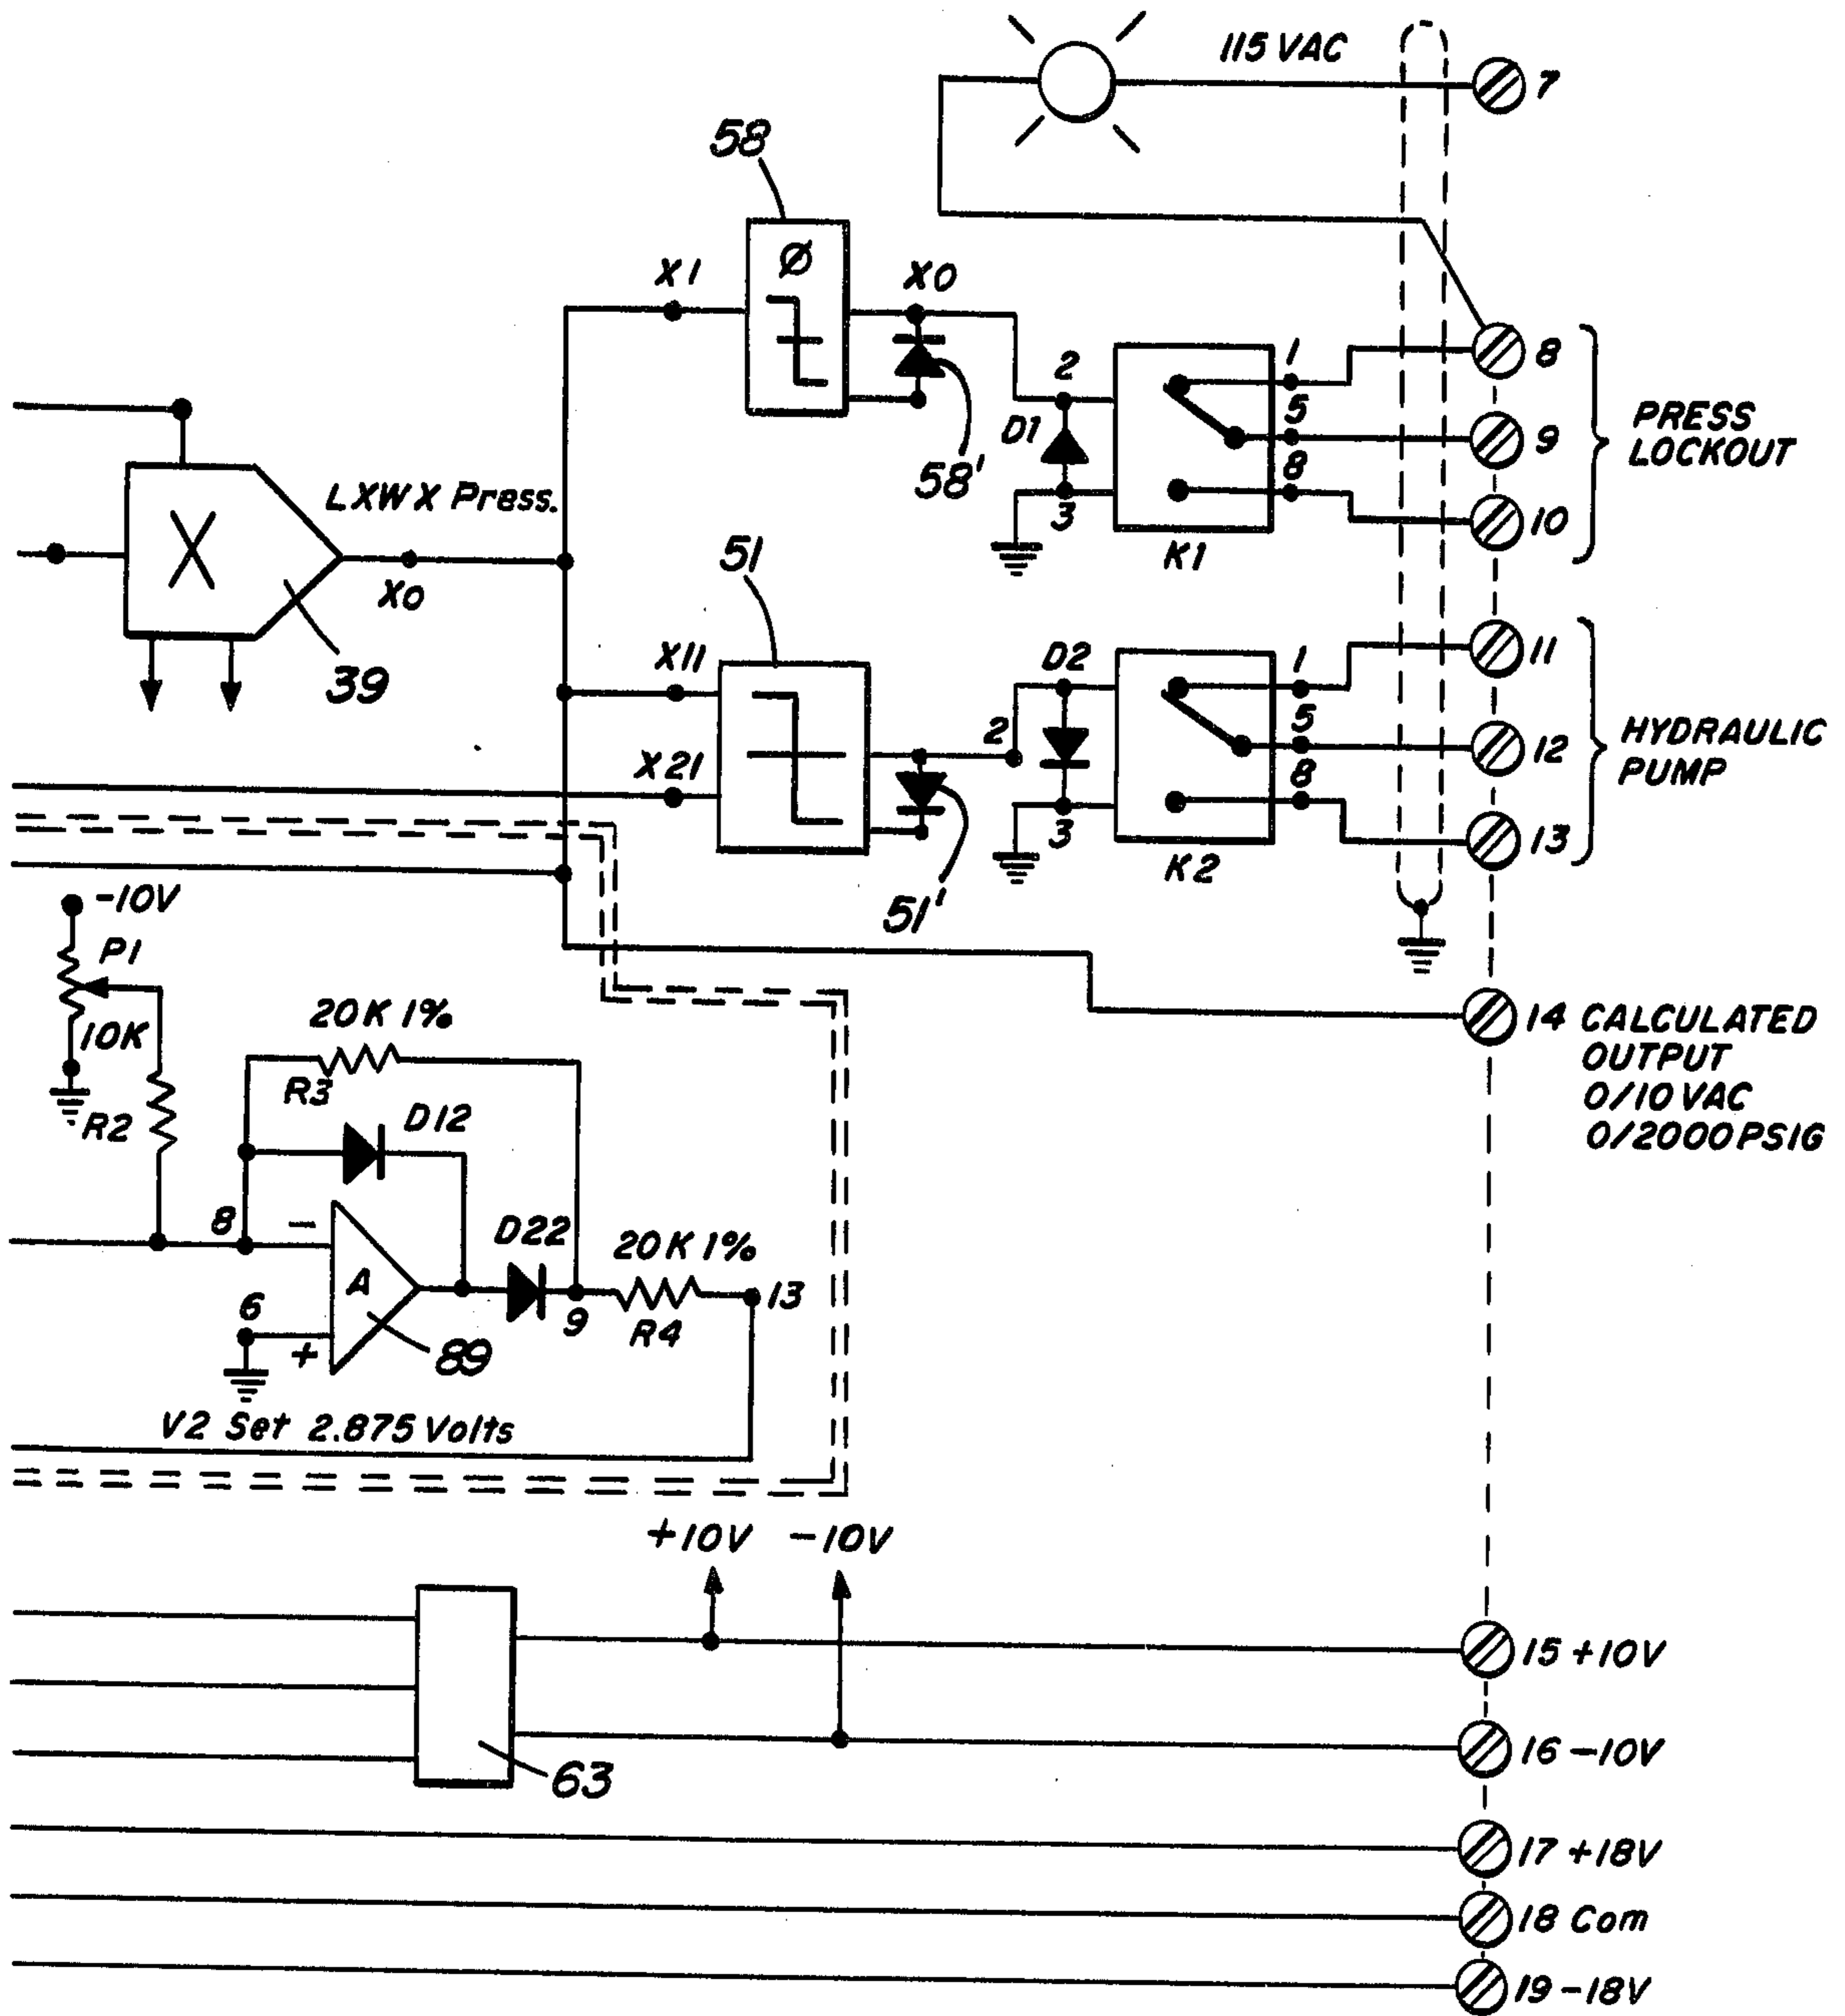 115 VAC
7
58
Ø
X1
XO
2
D1
3
58'
1
5
8
K1
8
9
10
PRESS
LOCKOUT
X
LXWX Press.
XO
39
51
X11
X21
2
D2
3
51'
1
5
8
K2
11
12
13
HYDRAULIC
PUMP
-10V
P1
10K
R2
20K 1%
R3
D12
8
-
A
D22
9
20K 1%
R4
13
6
+
89
14 CALCULATED
OUTPUT
0/10 VAC
0/2000 PSIG
V2 Set 2.875 Volts
+10V -10V
63
15 +10V
16 -10V
17 +18V
18 Com
19 -18V